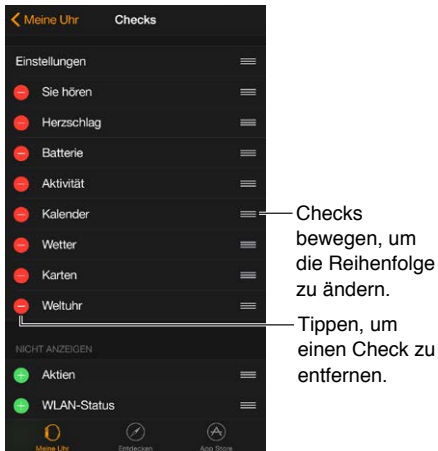 Meine Uhr Checks
Einstellungen
Sie hören
Herzschlag
Batterie
Aktivität
Kalender
Wetter
Karten
Weltuhr
NICHT ANZEIGEN
Aktien
WLAN-Status
Meine Uhr Entdecken App Store
Checks
bewegen, um
die Reihenfolge
zu ändern.
Tippen, um
einen Check zu
entfernen.